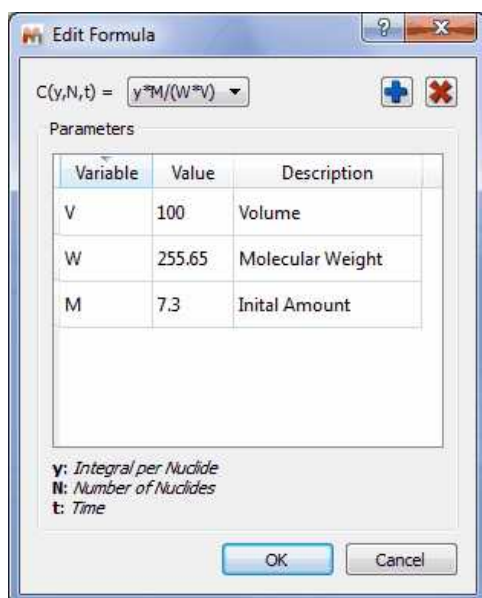 Edit Formula
C(y,N,t) = y*M/(W*V)
Parameters
Variable Value Description
V 100 Volume
W 255.65 Molecular Weight
M 7.3 Inital Amount
y: Integral per Nuclide
N: Number of Nuclides
t: Time
OK Cancel